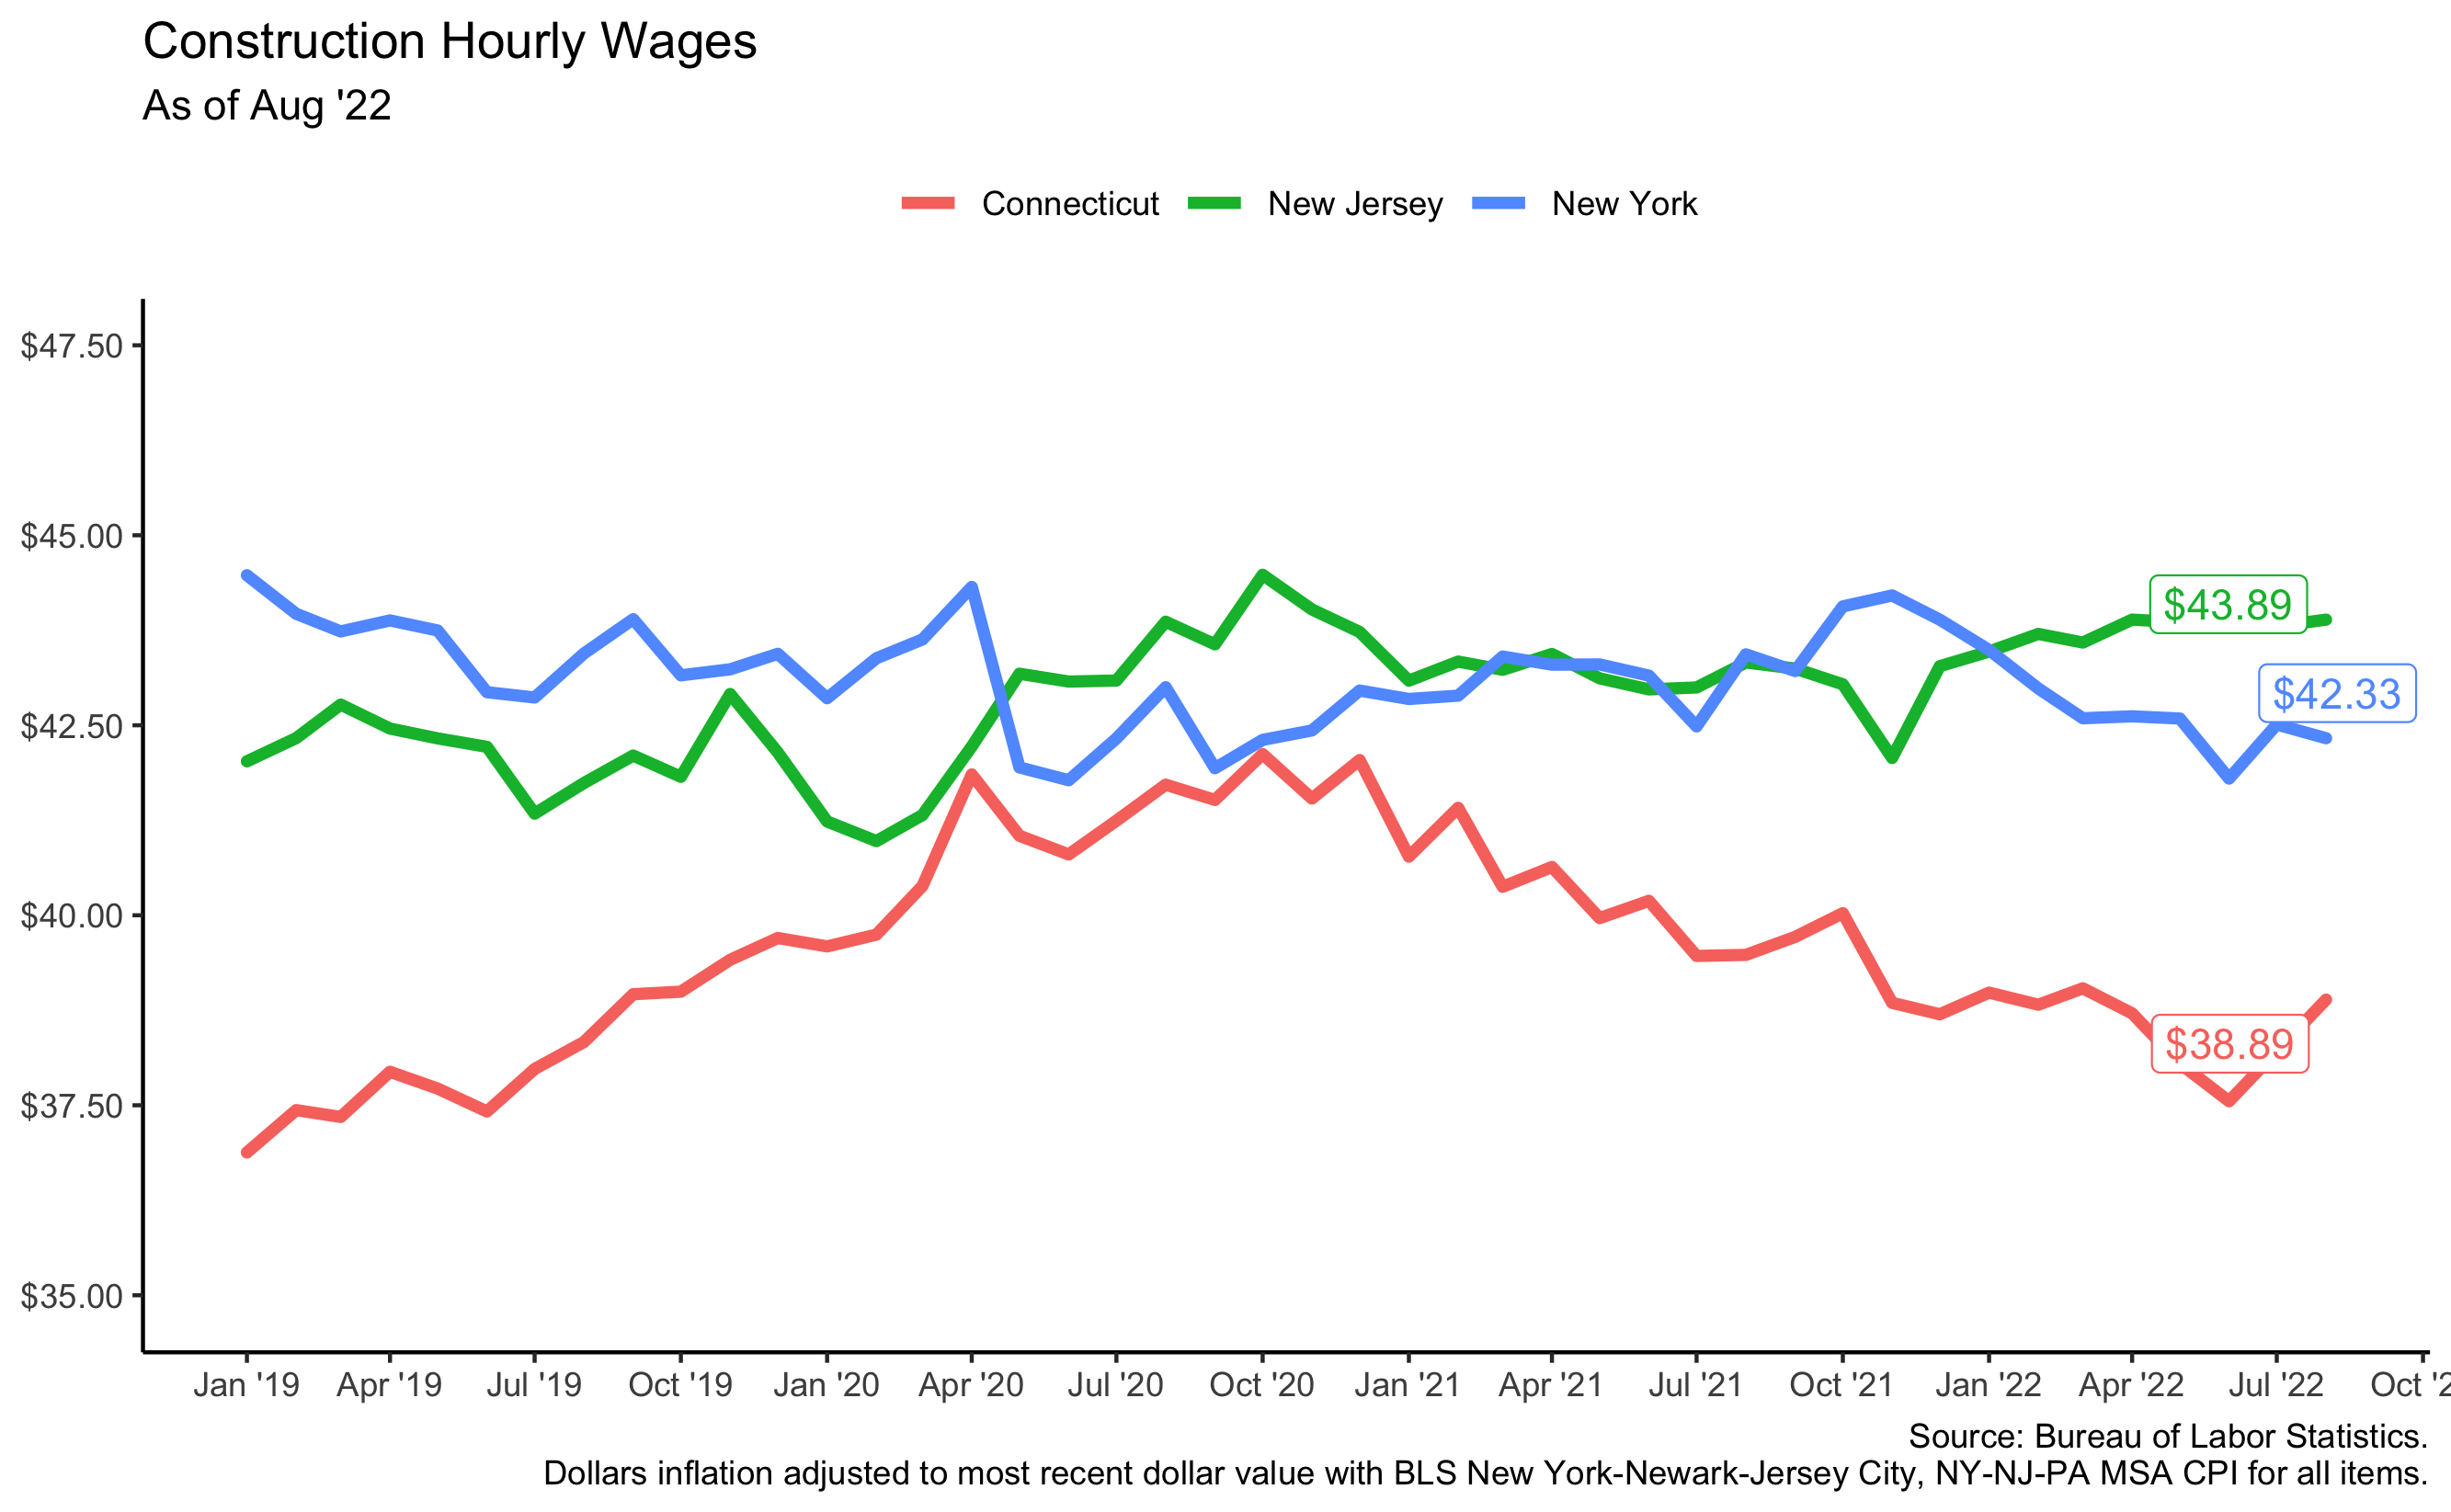 Construction Hourly Wages
As of Aug '22
Connecticut New Jersey New York
$47.50
$45.00
$43.89
$42.33
$42.50
$40.00
$38.89
$37.50
$35.00
Jan '19 Apr '19 Jul '19 Oct '19 Jan '20 Apr '20 Jul '20 Oct '20 Jan '21 Apr '21 Jul '21 Oct '21 Jan '22 Apr '22 Jul '22 Oct '2
Source: Bureau of Labor Statistics.
Dollars inflation adjusted to most recent dollar value with BLS New York-Newark-Jersey City, NY-NJ-PA MSA CPI for all items.